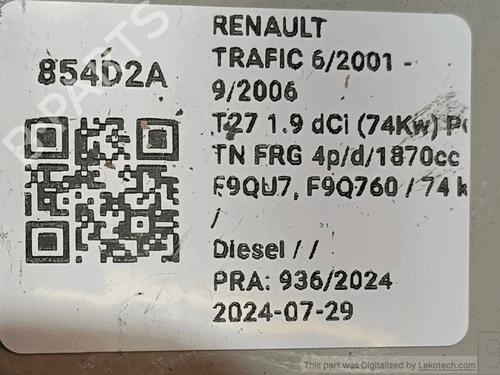 RENAULT
854D2A
TRAFIC 6/2001 -
9/2006
T27 1.9 dCi (74Kw)
TN FRG 4p/d/1870cc
F9QU7, F9Q760 / 74 k
/
Diesel / /
PRA: 936/2024
2024-07-29
This part was Digitalized by Lekotech.com